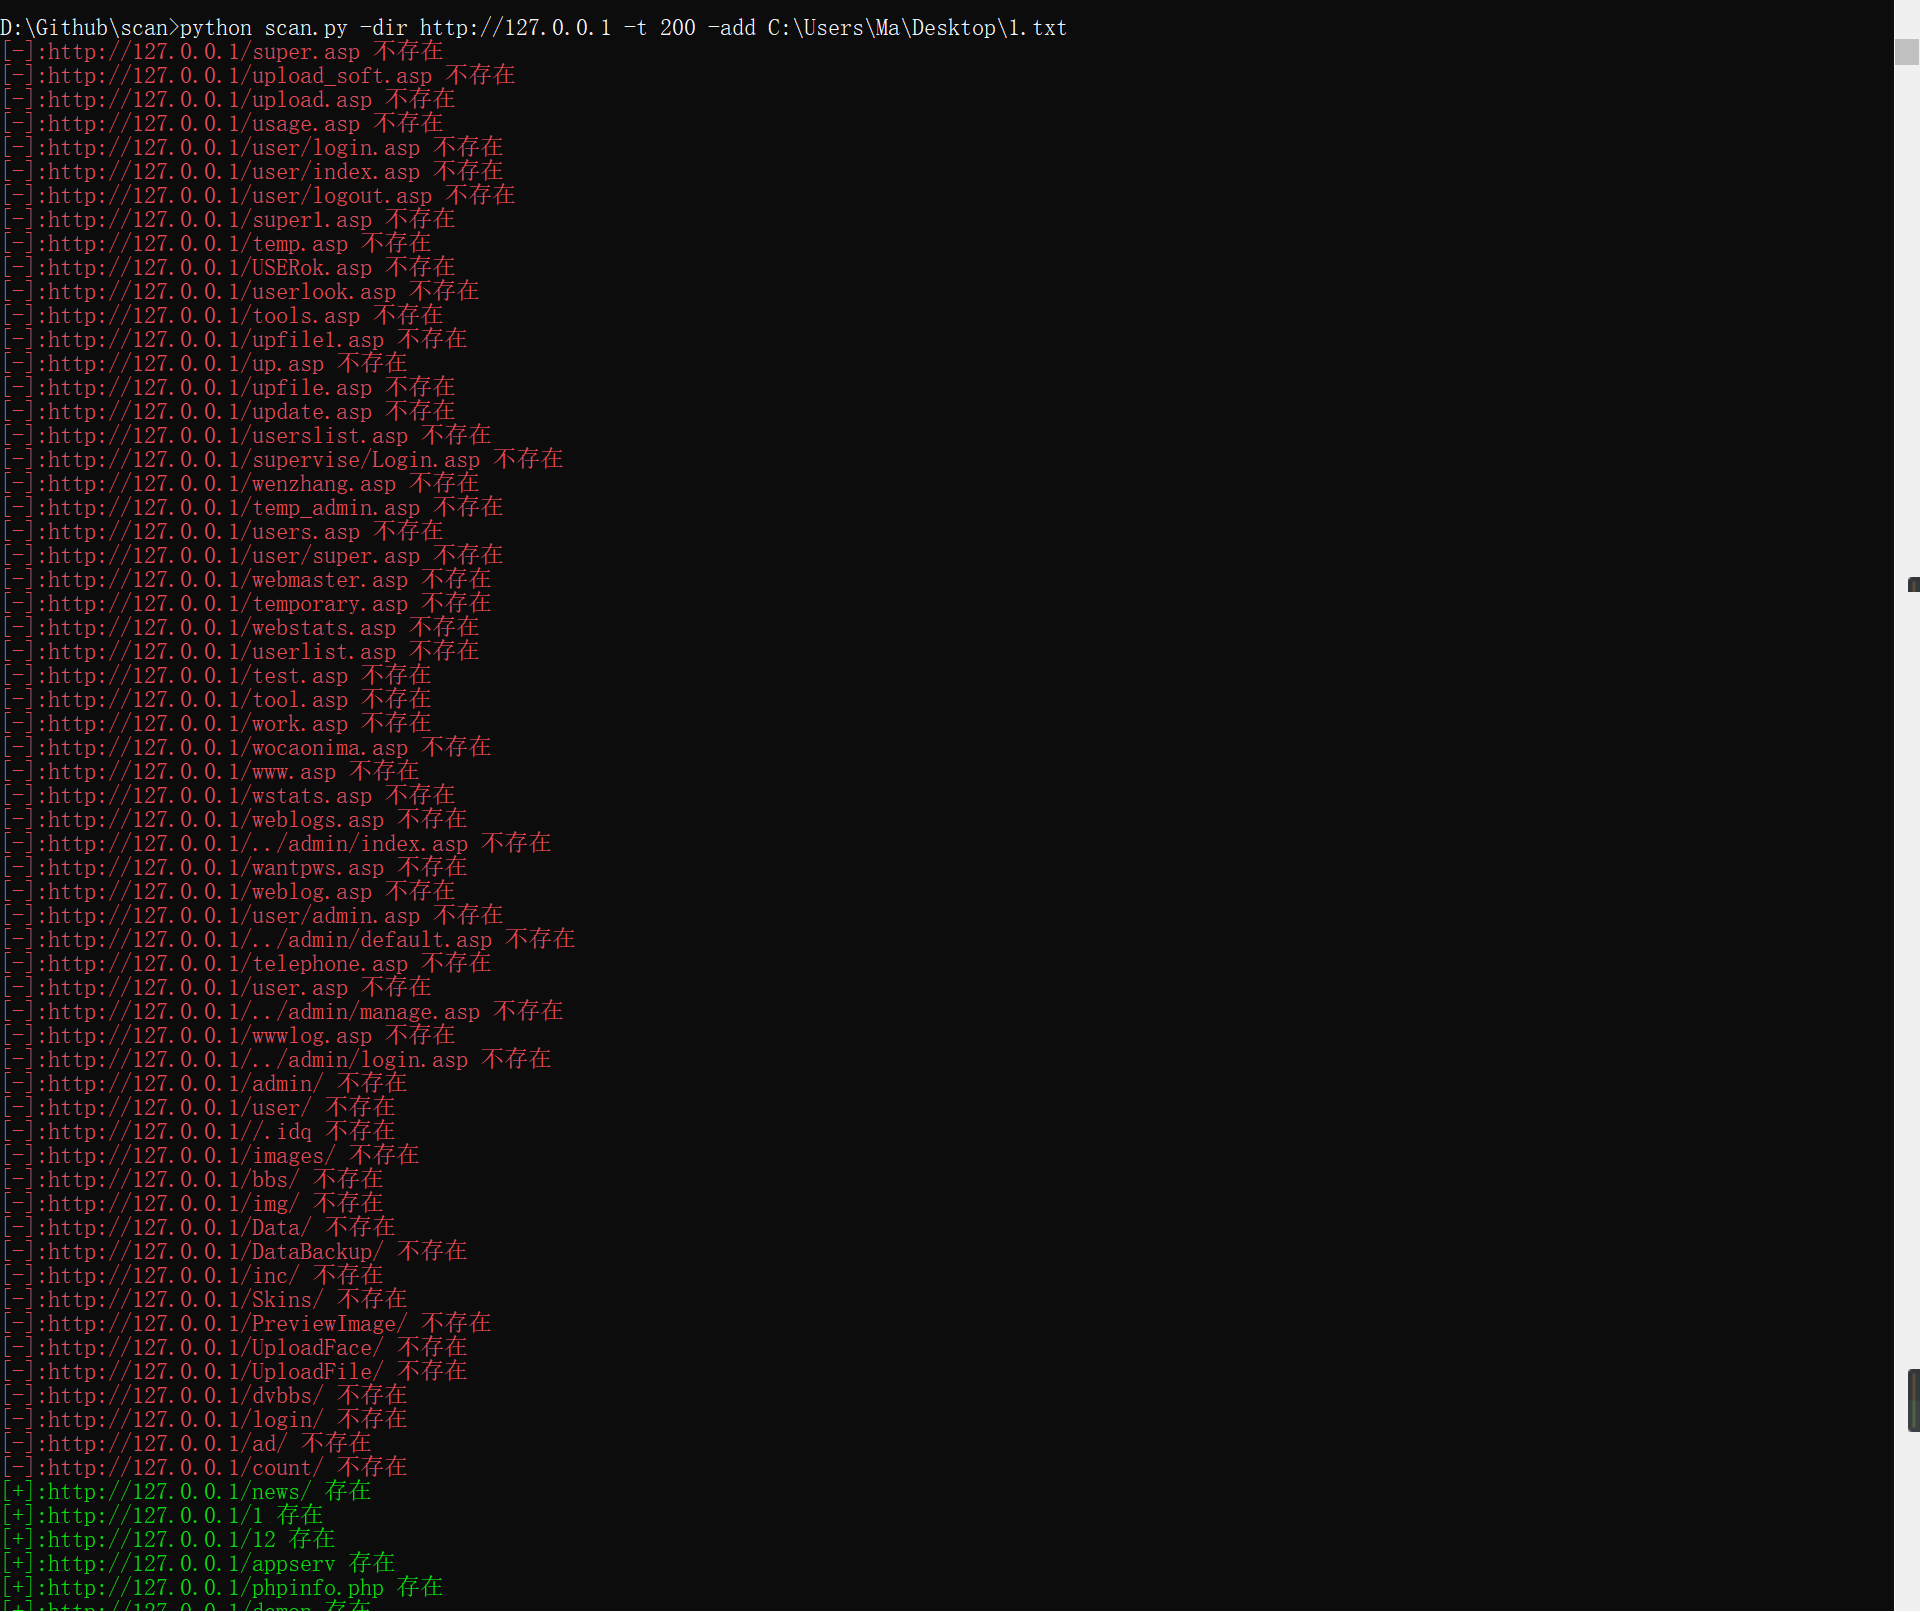 D:\Github\scan>python scan.py -dir http://127.0.0.1 -t 200 -add C:\Users\Ma\Desktop\1.txt
[-]:http://127.0.0.1/super.asp 不存在
[-]:http://127.0.0.1/upload_soft.asp 不存在
[-]:http://127.0.0.1/upload.asp 不存在
[-]:http://127.0.0.1/usage.asp 不存在
[-]:http://127.0.0.1/user/login.asp 不存在
[-]:http://127.0.0.1/user/index.asp 不存在
[-]:http://127.0.0.1/user/logout.asp 不存在
[-]:http://127.0.0.1/super1.asp 不存在
[-]:http://127.0.0.1/temp.asp 不存在
[-]:http://127.0.0.1/USERok.asp 不存在
[-]:http://127.0.0.1/userlook.asp 不存在
[-]:http://127.0.0.1/tools.asp 不存在
[-]:http://127.0.0.1/upfile1.asp 不存在
[-]:http://127.0.0.1/up.asp 不存在
[-]:http://127.0.0.1/upfile.asp 不存在
[-]:http://127.0.0.1/update.asp 不存在
[-]:http://127.0.0.1/userslist.asp 不存在
[-]:http://127.0.0.1/supervise/Login.asp 不存在
[-]:http://127.0.0.1/wenzhang.asp 不存在
[-]:http://127.0.0.1/temp_admin.asp 不存在
[-]:http://127.0.0.1/users.asp 不存在
[-]:http://127.0.0.1/user/super.asp 不存在
[-]:http://127.0.0.1/webmaster.asp 不存在
[-]:http://127.0.0.1/temporary.asp 不存在
[-]:http://127.0.0.1/webstats.asp 不存在
[-]:http://127.0.0.1/userlist.asp 不存在
[-]:http://127.0.0.1/test.asp 不存在
[-]:http://127.0.0.1/tool.asp 不存在
[-]:http://127.0.0.1/work.asp 不存在
[-]:http://127.0.0.1/wocaonima.asp 不存在
[-]:http://127.0.0.1/www.asp 不存在
[-]:http://127.0.0.1/wstats.asp 不存在
[-]:http://127.0.0.1/weblogs.asp 不存在
[-]:http://127.0.0.1/../admin/index.asp 不存在
[-]:http://127.0.0.1/wantpws.asp 不存在
[-]:http://127.0.0.1/weblog.asp 不存在
[-]:http://127.0.0.1/user/admin.asp 不存在
[-]:http://127.0.0.1/../admin/default.asp 不存在
[-]:http://127.0.0.1/telephone.asp 不存在
[-]:http://127.0.0.1/user.asp 不存在
[-]:http://127.0.0.1/../admin/manage.asp 不存在
[-]:http://127.0.0.1/wwwlog.asp 不存在
[-]:http://127.0.0.1/../admin/login.asp 不存在
[-]:http://127.0.0.1/admin/ 不存在
[-]:http://127.0.0.1/user/ 不存在
[-]:http://127.0.0.1//.idq 不存在
[-]:http://127.0.0.1/images/ 不存在
[-]:http://127.0.0.1/bbs/ 不存在
[-]:http://127.0.0.1/img/ 不存在
[-]:http://127.0.0.1/Data/ 不存在
[-]:http://127.0.0.1/DataBackup/ 不存在
[-]:http://127.0.0.1/inc/ 不存在
[-]:http://127.0.0.1/Skins/ 不存在
[-]:http://127.0.0.1/PreviewImage/ 不存在
[-]:http://127.0.0.1/UploadFace/ 不存在
[-]:http://127.0.0.1/UploadFile/ 不存在
[-]:http://127.0.0.1/dvbbs/ 不存在
[-]:http://127.0.0.1/login/ 不存在
[-]:http://127.0.0.1/ad/ 不存在
[-]:http://127.0.0.1/count/ 不存在
[+]:http://127.0.0.1/news/ 存在
[+]:http://127.0.0.1/1 存在
[+]:http://127.0.0.1/12 存在
[+]:http://127.0.0.1/appserv 存在
[+]:http://127.0.0.1/phpinfo.php 存在